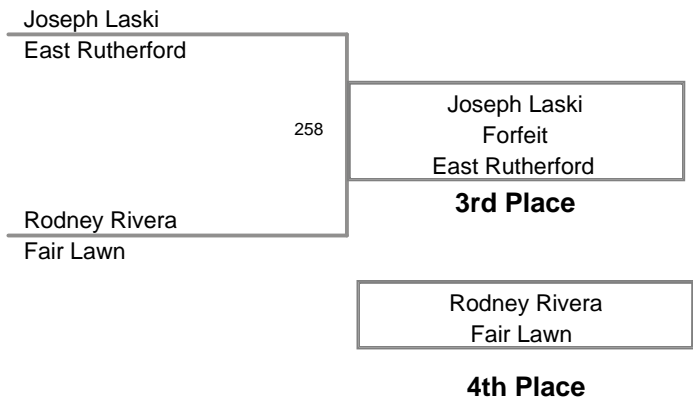 Joseph Laski
East Rutherford
258
Joseph Laski
Forfeit
East Rutherford
3rd Place
Rodney Rivera
Fair Lawn
Rodney Rivera
Fair Lawn
4th Place